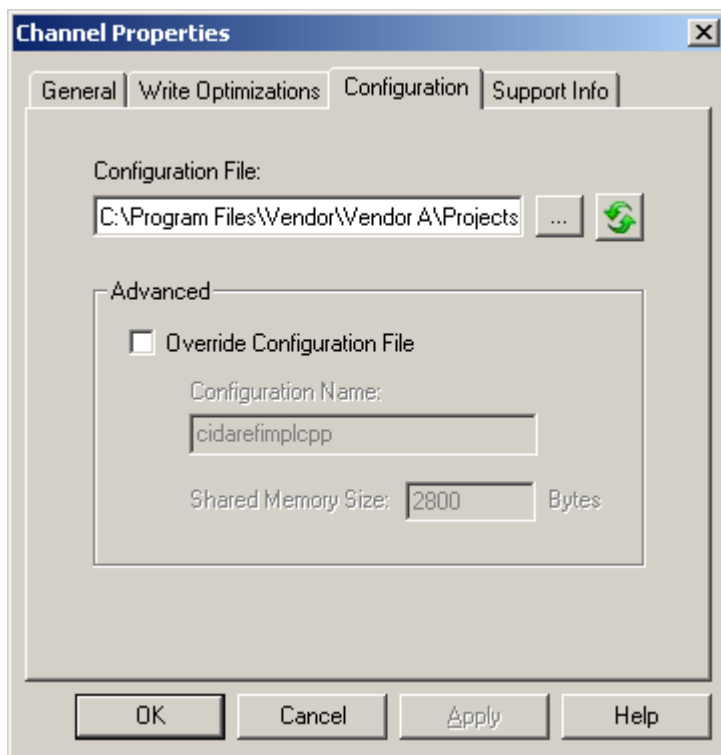 Channel Properties
General Write Optimizations Configuration Support Info
Configuration File:
C:\Program Files\Vendor\Vendor A\Projects ...
Advanced
Override Configuration File
Configuration Name:
cidarefimplcpp
Shared Memory Size: 2800 Bytes
OK Cancel Apply Help